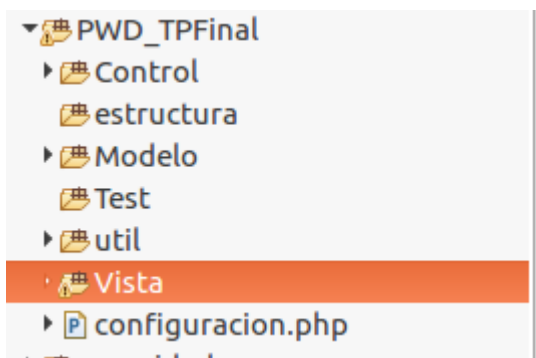 PWD_TPFinal
Control
estructura
Modelo
Test
util
Vista
configuracion.php